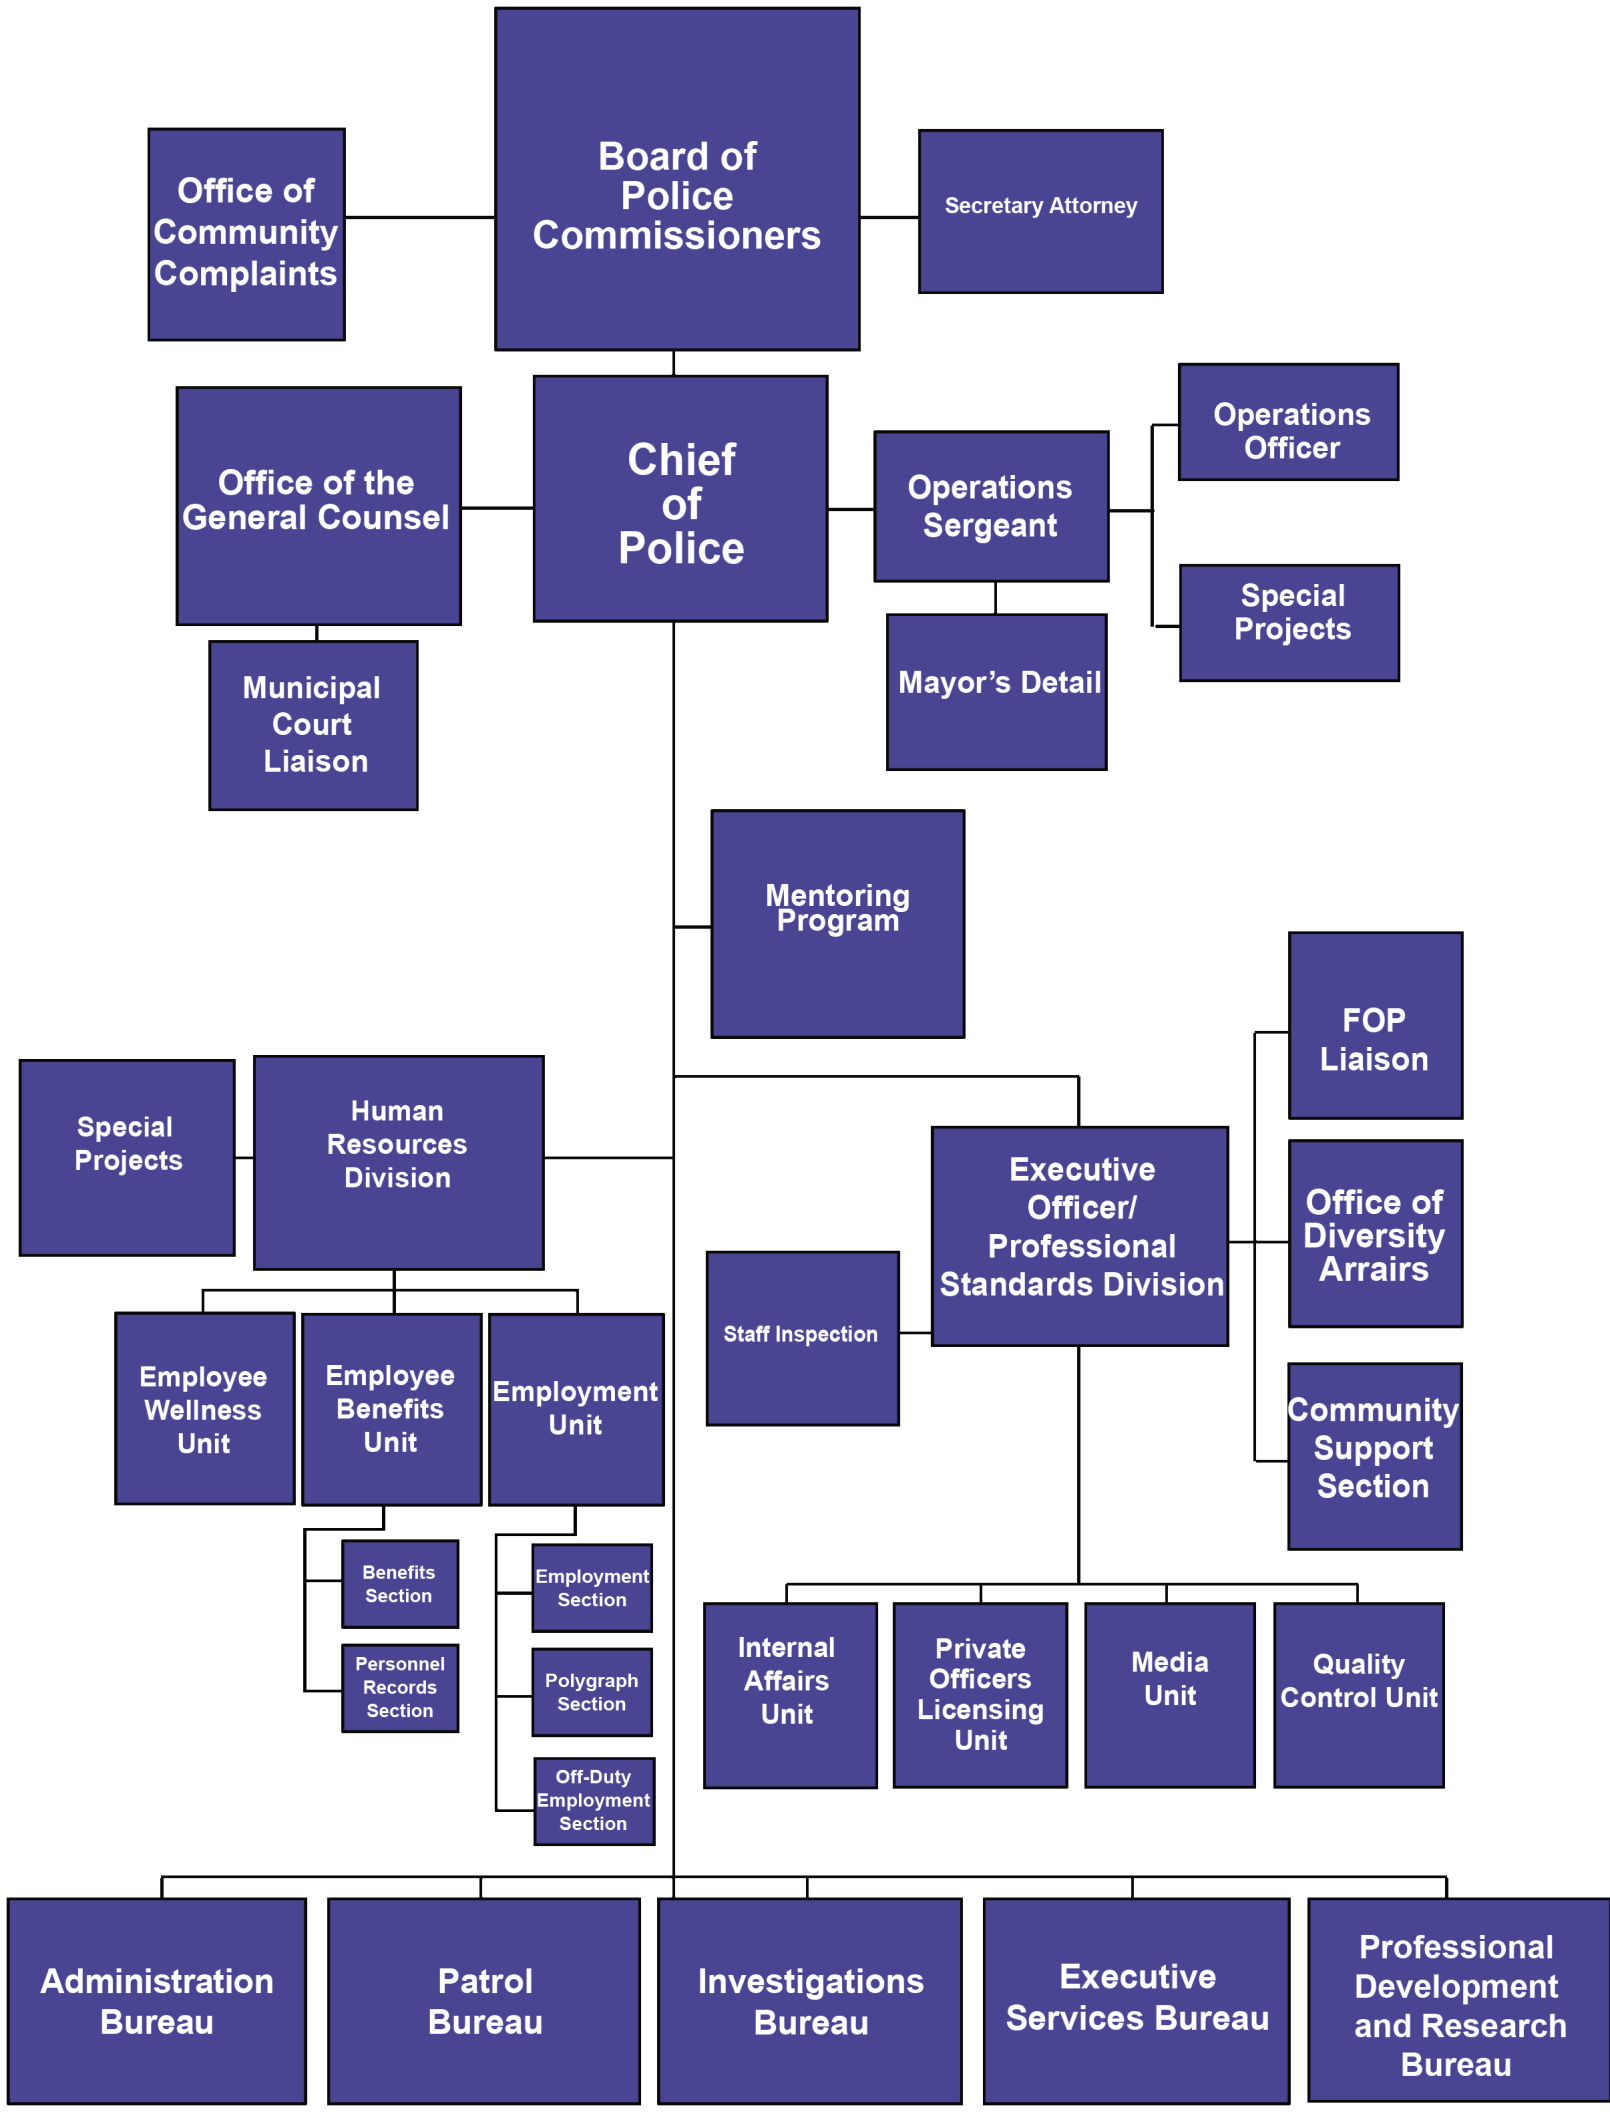 Board of
Police
Commissioners
Office of
Community
Complaints
Secretary Attorney
Chief
of
Police
Office of the
General Counsel
Operations
Sergeant
Operations
Officer
Special
Projects
Municipal
Court
Liaison
Mayor’s Detail
Mentoring
Program
FOP
Liaison
Special
Projects
Human
Resources
Division
Executive
Officer/
Professional
Standards Division
Office of
Diversity
Arrairs
Staff Inspection
Community
Support
Section
Employee
Wellness
Unit
Employee
Benefits
Unit
Employment
Unit
Benefits
Section
Personnel
Records
Section
Employment
Section
Polygraph
Section
Off-Duty
Employment
Section
Internal
Affairs
Unit
Private
Officers
Licensing
Unit
Media
Unit
Quality
Control Unit
Administration
Bureau
Patrol
Bureau
Investigations
Bureau
Executive
Services Bureau
Professional
Development
and Research
Bureau